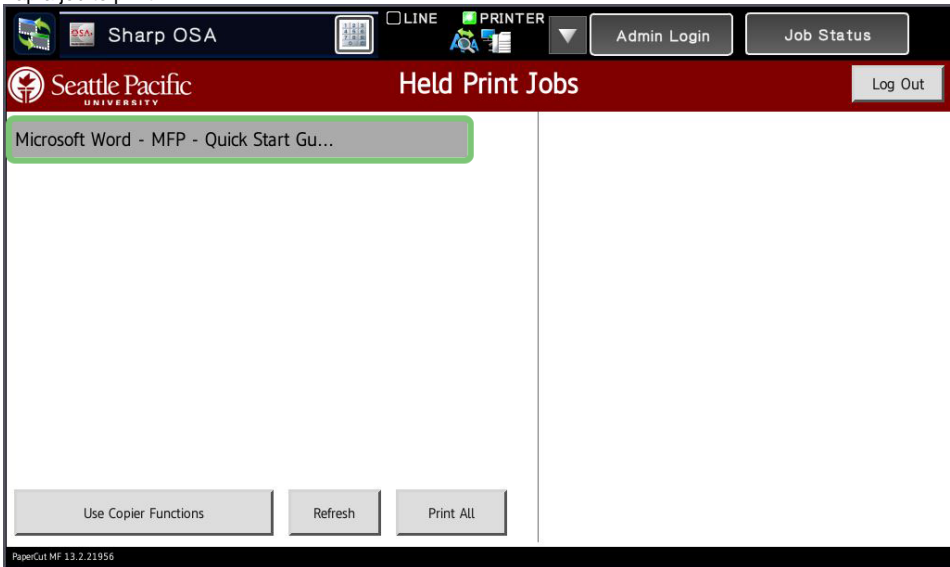 Sharp OSA
LINE
PRINTER
Admin Login
Job Status
Seattle Pacific
UNIVERSITY
Held Print Jobs
Log Out
Microsoft Word - MFP - Quick Start Gu...
Use Copier Functions
Refresh
Print All
PaperCut MF 13.2.21956